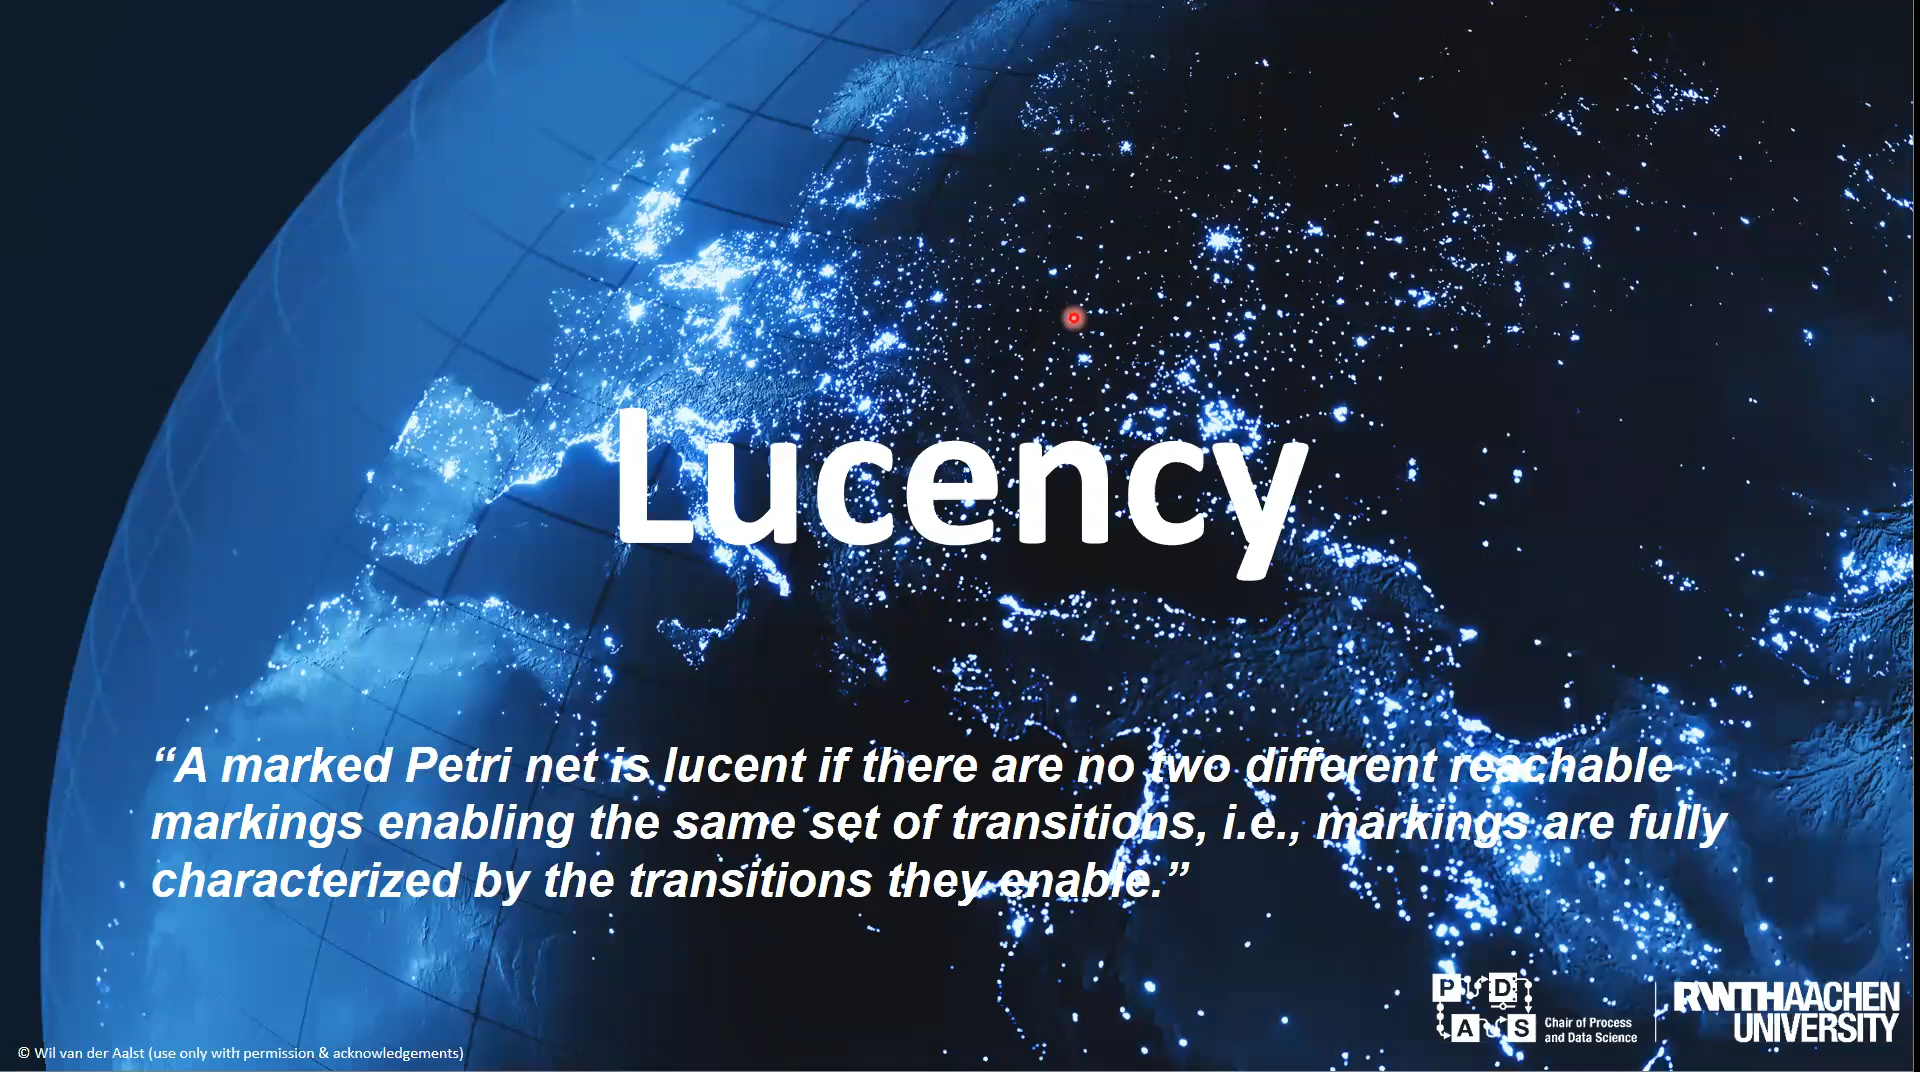 Lucency
“A marked Petri net is lucent if there are no two different reachable
markings enabling the same set of transitions, i.e., markings are fully
characterized by the transitions they enable.”
P D
A S
Chair of Process
and Data Science
RWTHAACHEN
UNIVERSITY
© Wil van der Aalst (use only with permission & acknowledgements)